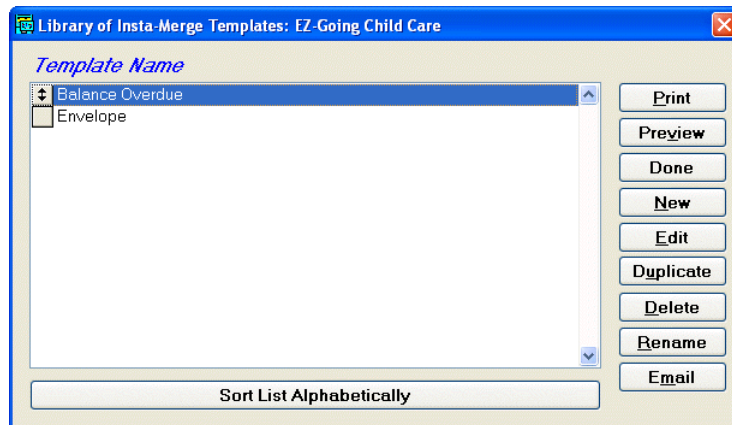 Library of Insta-Merge Templates: EZ-Going Child Care
Template Name
Balance Overdue
Envelope
Print
Preview
Done
New
Edit
Duplicate
Delete
Rename
Email
Sort List Alphabetically